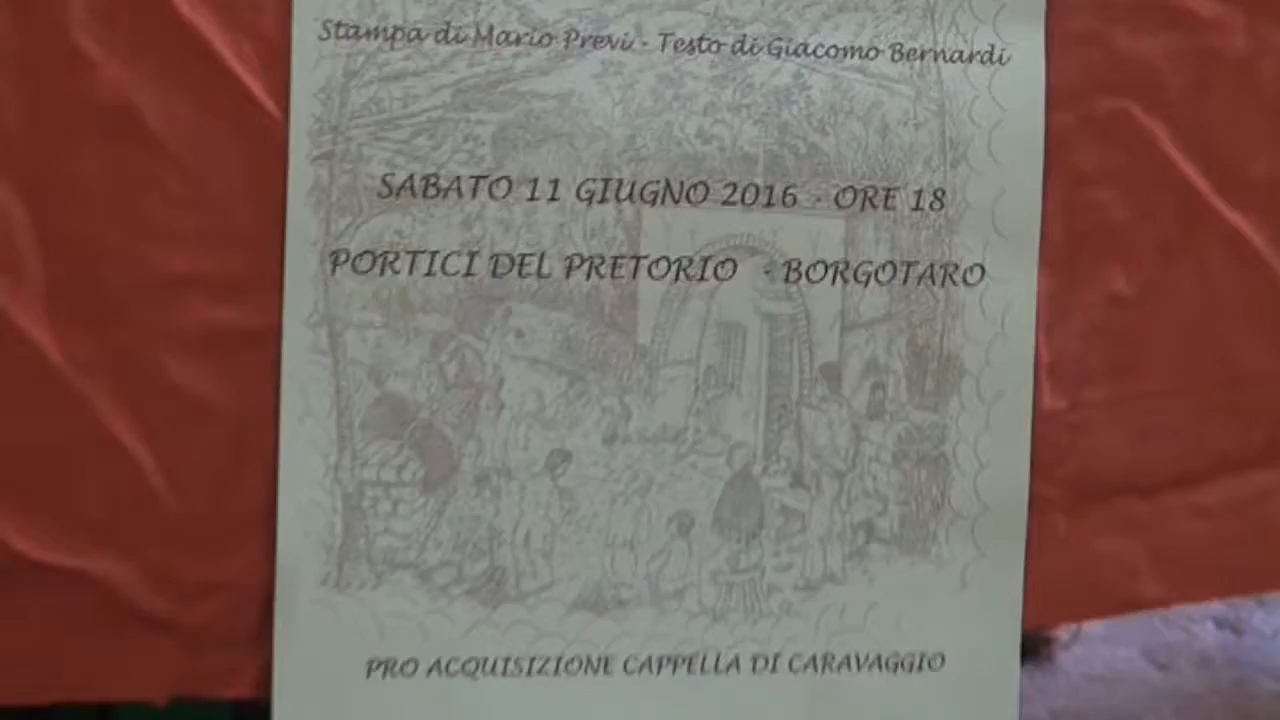 Stampa di Mario Previ - Testo di Giacomo Bernardi
SABATO 11 GIUGNO 2016 - ORE 18
PORTICI DEL PRETORIO - BORGOTARO
PRO ACQUISIZIONE CAPPELLA DI CARAVAGGIO